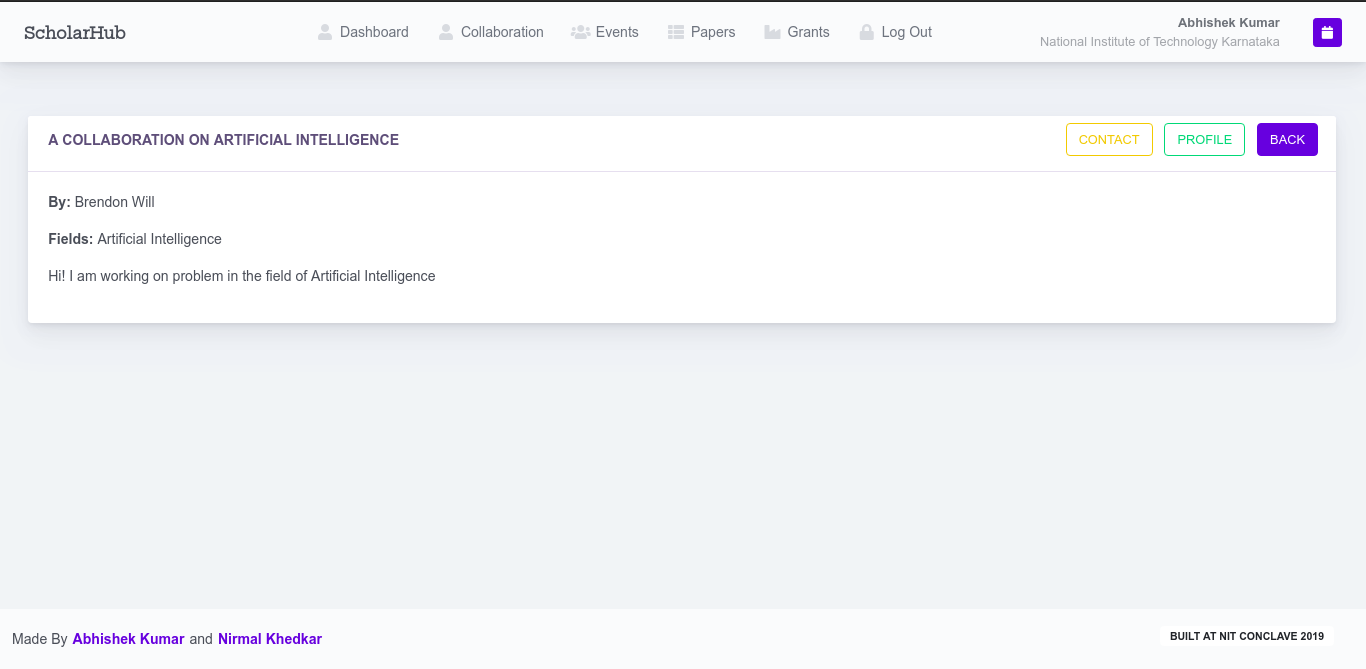 ScholarHub
Dashboard
Collaboration
Events
Papers
Grants
Log Out
Abhishek Kumar
National Institute of Technology Karnataka
A COLLABORATION ON ARTIFICIAL INTELLIGENCE
CONTACT
PROFILE
BACK
By: Brendon Will
Fields: Artificial Intelligence
Hi! I am working on problem in the field of Artificial Intelligence
Made By Abhishek Kumar and Nirmal Khedkar
BUILT AT NIT CONCLAVE 2019